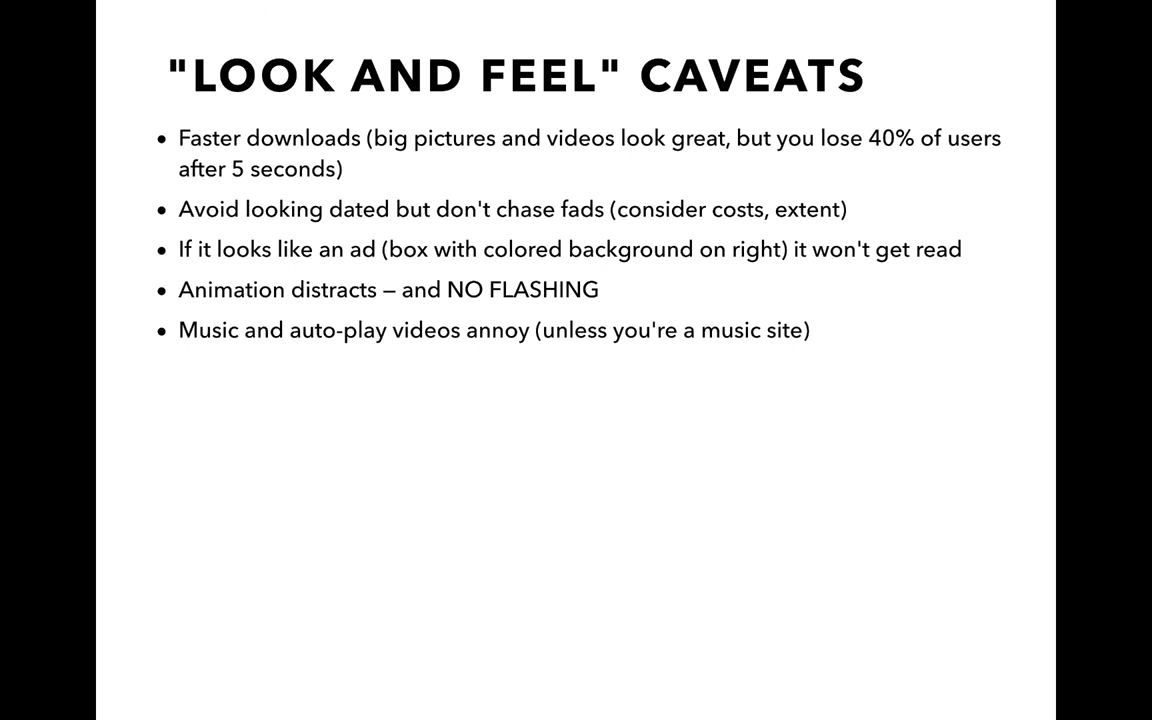 "LOOK AND FEEL" CAVEATS
• Faster downloads (big pictures and videos look great, but you lose 40% of users
after 5 seconds)
• Avoid looking dated but don't chase fads (consider costs, extent)
• If it looks like an ad (box with colored background on right) it won't get read
• Animation distracts – and NO FLASHING
• Music and auto-play videos annoy (unless you're a music site)